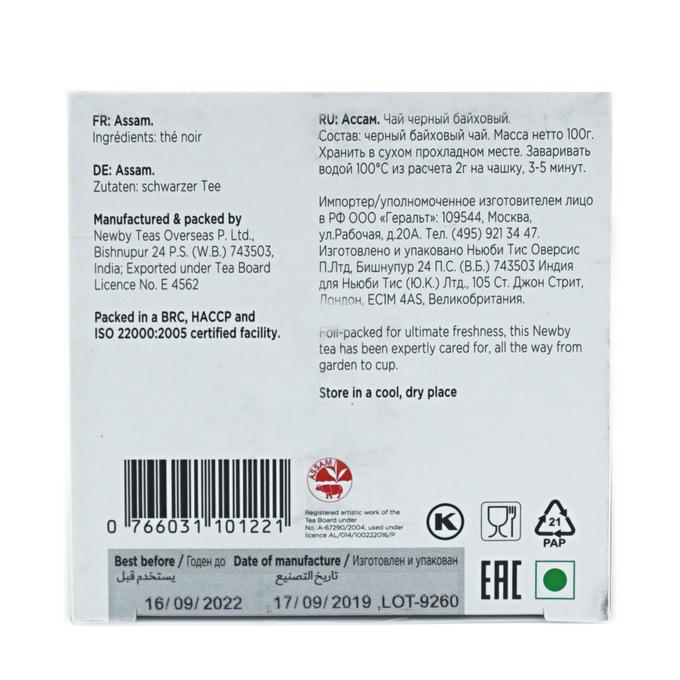 FR: Assam.
Ingrédients: thé noir
DE: Assam.
Zutaten: schwarzer Tee
Manufactured & packed by
Newby Teas Overseas P. Ltd.,
Bishnupur 24 P.S. (W.B.) 743503,
India; Exported under Tea Board
Licence No. E 4562
Packed in a BRC, HACCP and
ISO 22000:2005 certified facility.
RU: Ассам. Чай черный байховый.
Состав: черный байховый чай. Масса нетто 100г.
Хранить в сухом прохладном месте. Заваривать
водой 100°C из расчета 2г на чашку, 3-5 минут.
Импортер/уполномоченное изготовителем лицо
в РФ ООО «Геральт»: 109544, Москва,
ул.Рабочая, д.20А. Тел. (495) 921 34 47.
Изготовлено и упаковано Ньюби Тис Оверсис
П.Лтд, Бишнупур 24 П.С. (В.Б.) 743503 Индия
для Ньюби Тис (Ю.К.) Лтд., 105 Ст. Джон Стрит,
Лондон, EC1M 4AS, Великобритания.
Foil-packed for ultimate freshness, this Newby
tea has been expertly cared for, all the way from
garden to cup.
Store in a cool, dry place
0 766031 101221
ASSAM
Registered artistic work of the
Tea Board under
No. A-67290/2004, used under
licence AL/014/100222016/P
K
21
PAP
Best before / Годен до Date of manufacture / Изготовлен и упакован
يستخدم قبل تاريخ التصنيع
16/09/2022 17/09/2019 ,LOT-9260
EAC